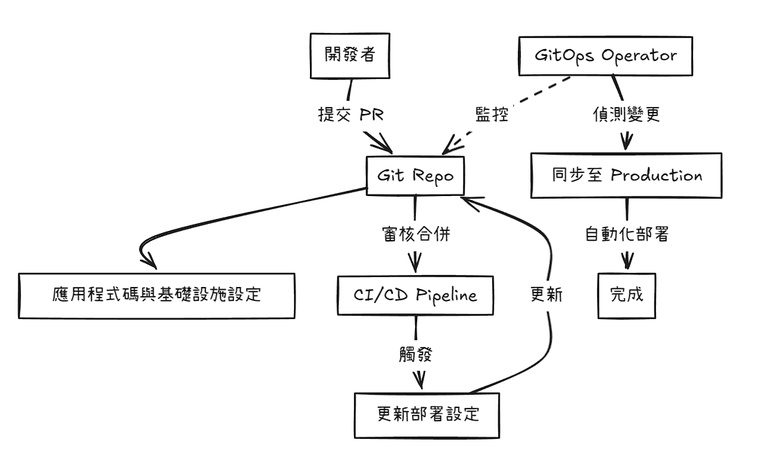 開發者
GitOps Operator
提交 PR
監控
偵測變更
Git Repo
同步至 Production
審核合併
自動化部署
應用程式碼與基礎設施設定
CI/CD Pipeline
更新
完成
觸發
更新部署設定